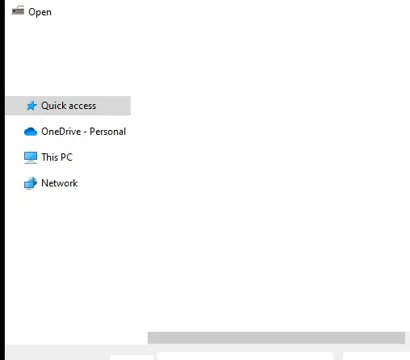 Open
Quick access
OneDrive - Personal
This PC
Network